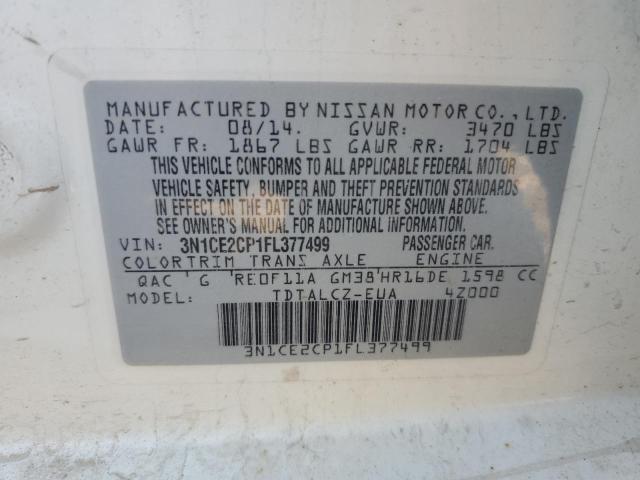 MANUFACTURED BY NISSAN MOTOR CO., LTD.
DATE: 08/14. GVWR: 3470 LBS
GAWR FR: 1867 LBS GAWR RR: 1704 LBS
THIS VEHICLE CONFORMS TO ALL APPLICABLE FEDERAL MOTOR
VEHICLE SAFETY, BUMPER AND THEFT PREVENTION STANDARDS
IN EFFECT ON THE DATE OF MANUFACTURE SHOWN ABOVE.
SEE OWNER'S MANUAL FOR ADDITIONAL INFORMATION.
VIN: 3N1CE2CP1FL377499 PASSENGER CAR.
COLOR TRIM TRANS AXLE ENGINE
QAC G RE0F11A GM38 HR16DE 1598 CC
MODEL: TDTALCZ-EUA 4Z000
3N1CE2CP1FL377499